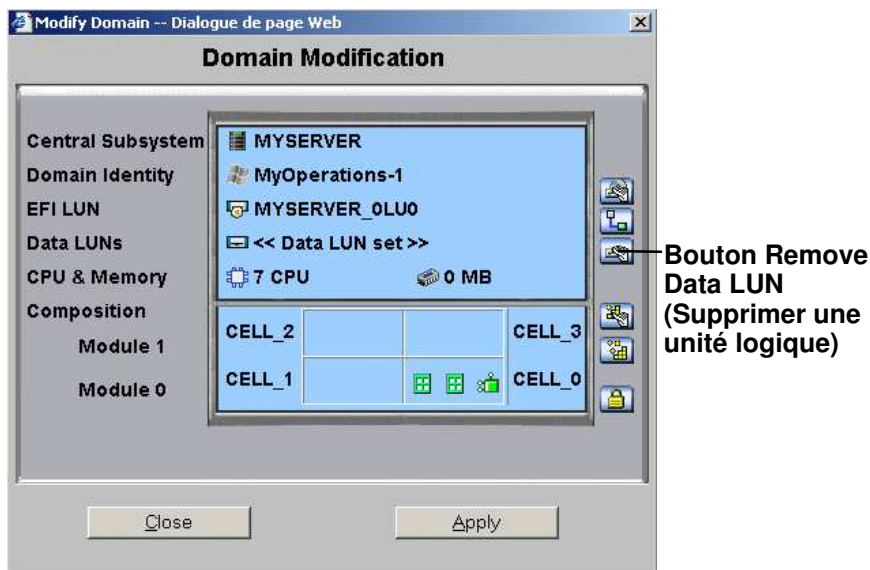 Modify Domain -- Dialogue de page Web
Domain Modification
Central Subsystem MYSERVER
Domain Identity MyOperations-1
EFI LUN MYSERVER_0LU0
Data LUNs << Data LUN set >>
CPU & Memory 7 CPU 0 MB
Composition
CELL_2 CELL_3
Module 1
Module 0 CELL_1 CELL_0
Close Apply
Bouton Remove
Data LUN
(Supprimer une
unité logique)